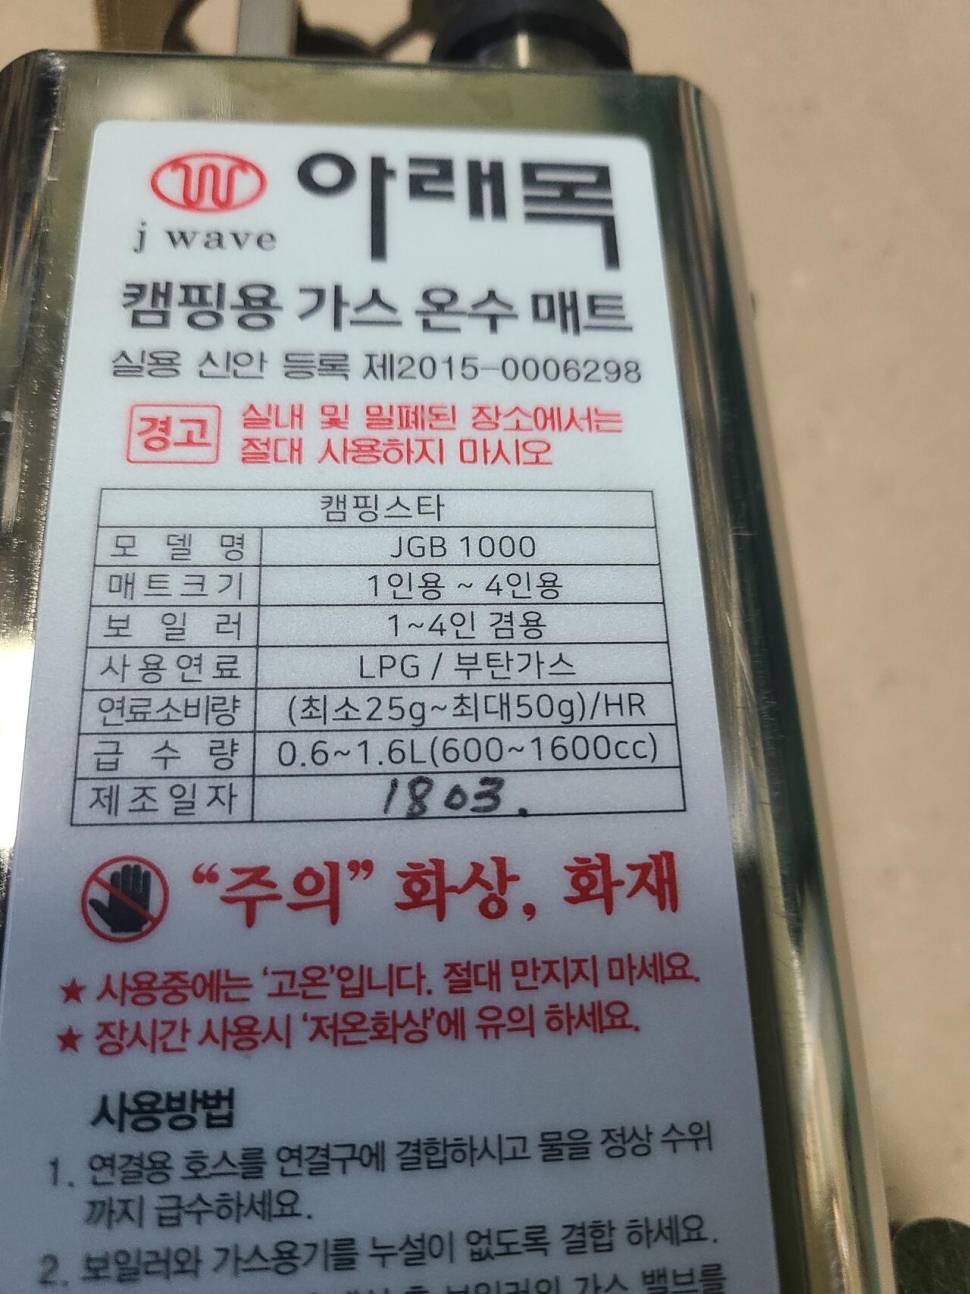 아래목
j wave
캠핑용 가스 온수 매트
실용 신안 등록 제2015-0006298
경고 실내 및 밀폐된 장소에서는
절대 사용하지 마시오
캠핑스타
모 델 명 JGB 1000
매트크기 1인용 ~ 4인용
보 일 러 1~4인 겸용
사용연료 LPG / 부탄가스
연료소비량 (최소25g~최대50g)/HR
급 수 량 0.6~1.6L(600~1600cc)
제조일자 1803.
"주의" 화상, 화재
★ 사용중에는 '고온'입니다. 절대 만지지 마세요.
★ 장시간 사용시 '저온화상'에 유의 하세요.
사용방법
1. 연결용 호스를 연결구에 결합하시고 물을 정상 수위
까지 급수하세요.
2. 보일러와 가스용기를 누설이 없도록 결합 하세요.
보일러의 가스 밸브를